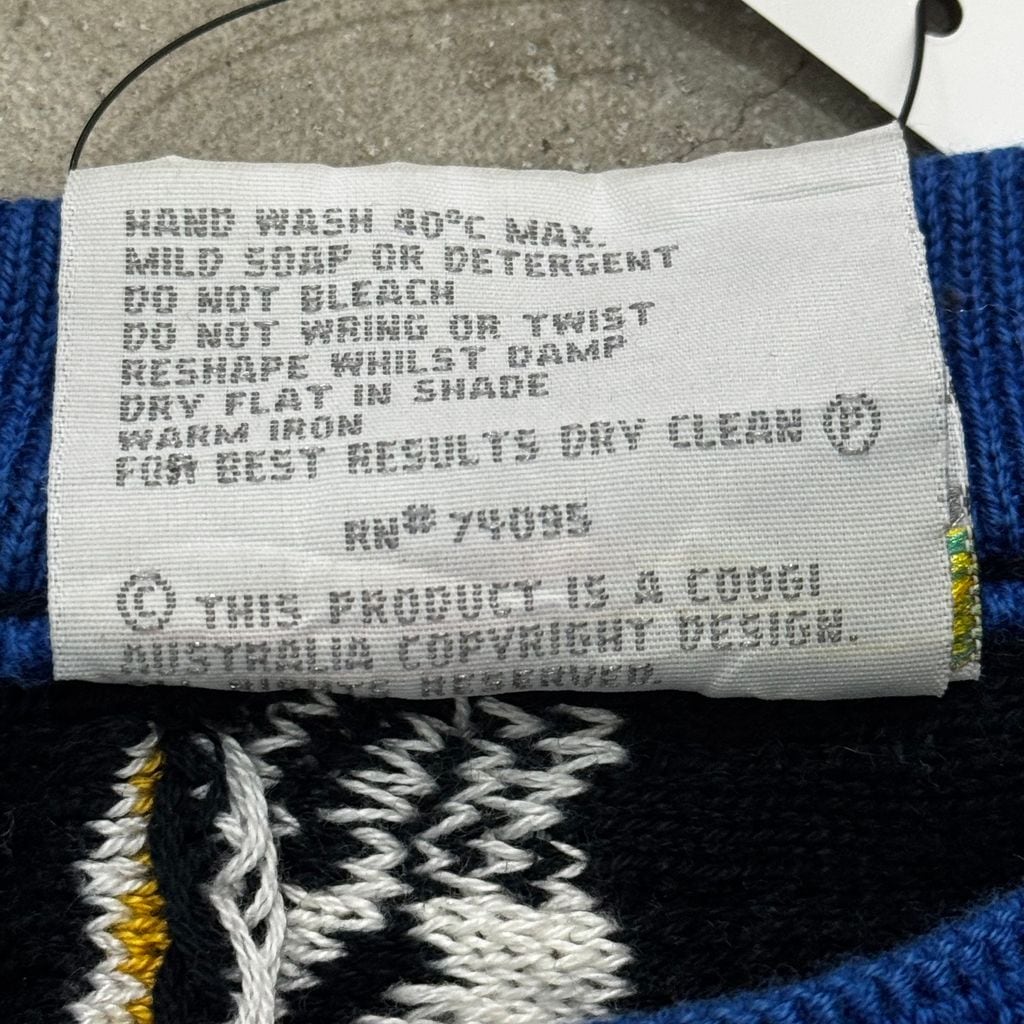 HAND WASH 40°C MAX.
MILD SOAP OR DETERGENT
DO NOT BLEACH
DO NOT WRING OR TWIST
RESHAPE WHILST DAMP
DRY FLAT IN SHADE
WARM IRON
FOR BEST RESULTS DRY CLEAN Ⓟ
RN# 74095
© THIS PRODUCT IS A COOGI
AUSTRALIA COPYRIGHT DESIGN.
ALL RIGHTS RESERVED.